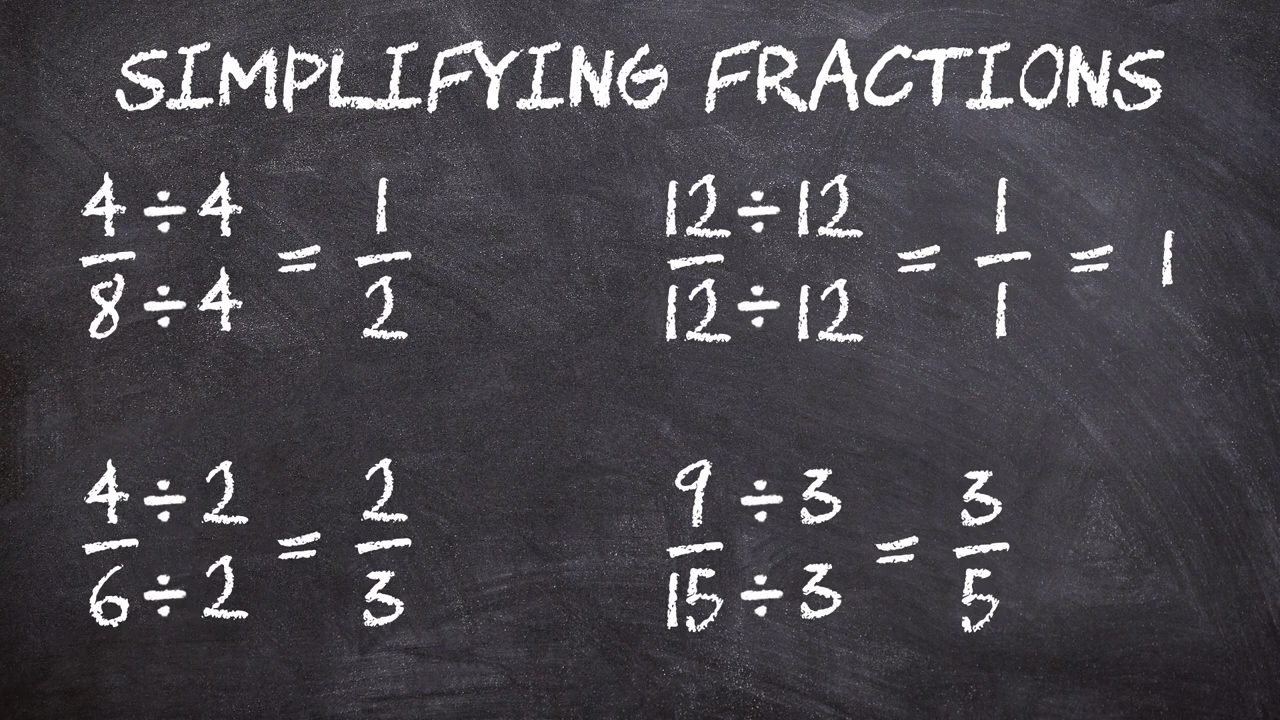 SIMPLIFYING FRACTIONS
4 ÷ 4
8 ÷ 4
=
1
2
12 ÷ 12
12 ÷ 12
=
1
1
= 1
4 ÷ 2
6 ÷ 2
=
2
3
9 ÷ 3
15 ÷ 3
=
3
5